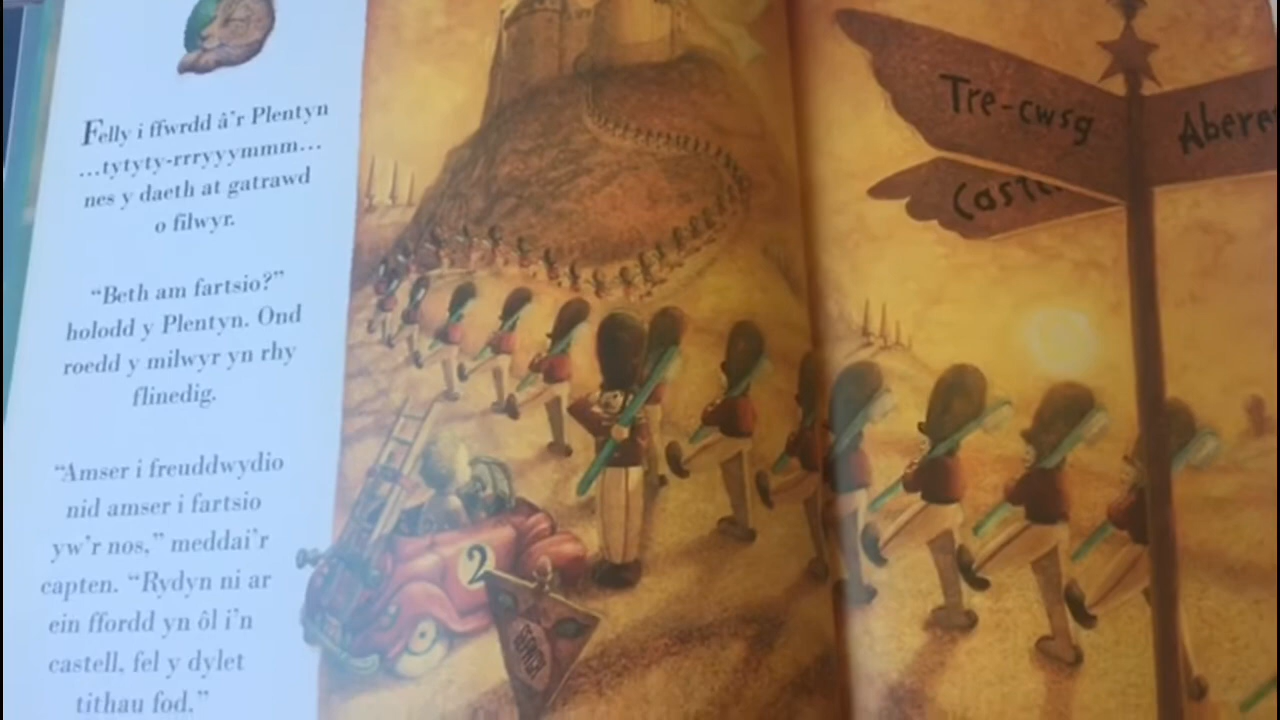 Felly i ffwrdd â'r Plentyn
...tytyty-rrryyymmm...
nes y daeth at gatrawd
o filwyr.
“Beth am fartsio?”
holodd y Plentyn. Ond
roedd y milwyr yn rhy
flinedig.
“Amser i freuddwydio
nid amser i fartsio
yw'r nos,” meddai'r
capten. “Rydyn ni ar
ein ffordd yn ôl i'n
castell, fel y dylet
tithau fod.”
2
Tre-cwsg